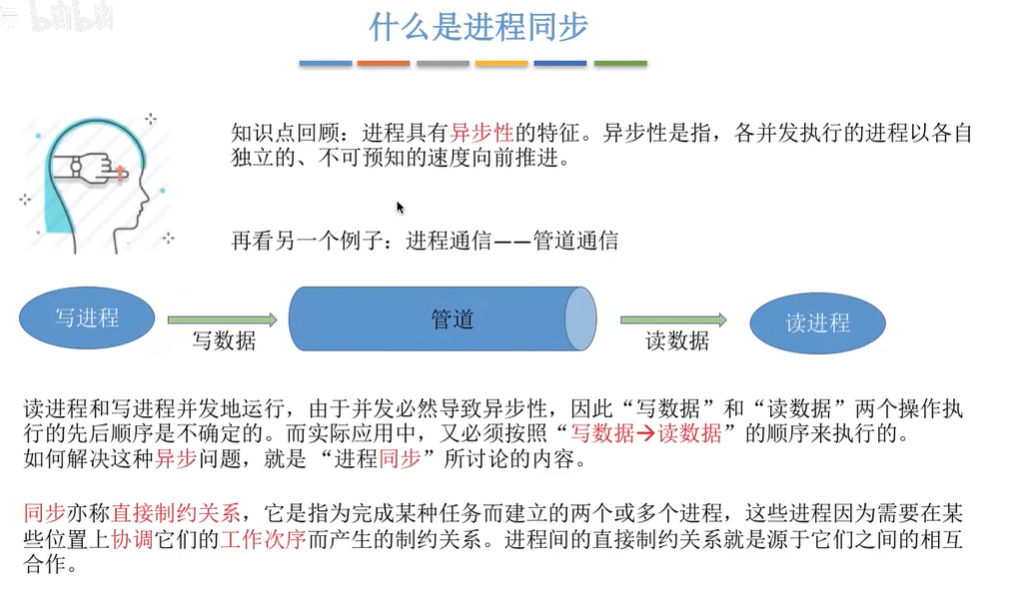 坛 bilibili
什么是进程同步
知识点回顾：进程具有异步性的特征。异步性是指，各并发执行的进程以各自
独立的、不可预知的速度向前推进。
再看另一个例子：进程通信——管道通信
写进程
写数据
管道
读数据
读进程
读进程和写进程并发地运行，由于并发必然导致异步性，因此“写数据”和“读数据”两个操作执
行的先后顺序是不确定的。而实际应用中，又必须按照“写数据→读数据”的顺序来执行的。
如何解决这种异步问题，就是 “进程同步”所讨论的内容。
同步亦称直接制约关系，它是指为完成某种任务而建立的两个或多个进程，这些进程因为需要在某
些位置上协调它们的工作次序而产生的制约关系。进程间的直接制约关系就是源于它们之间的相互
合作。